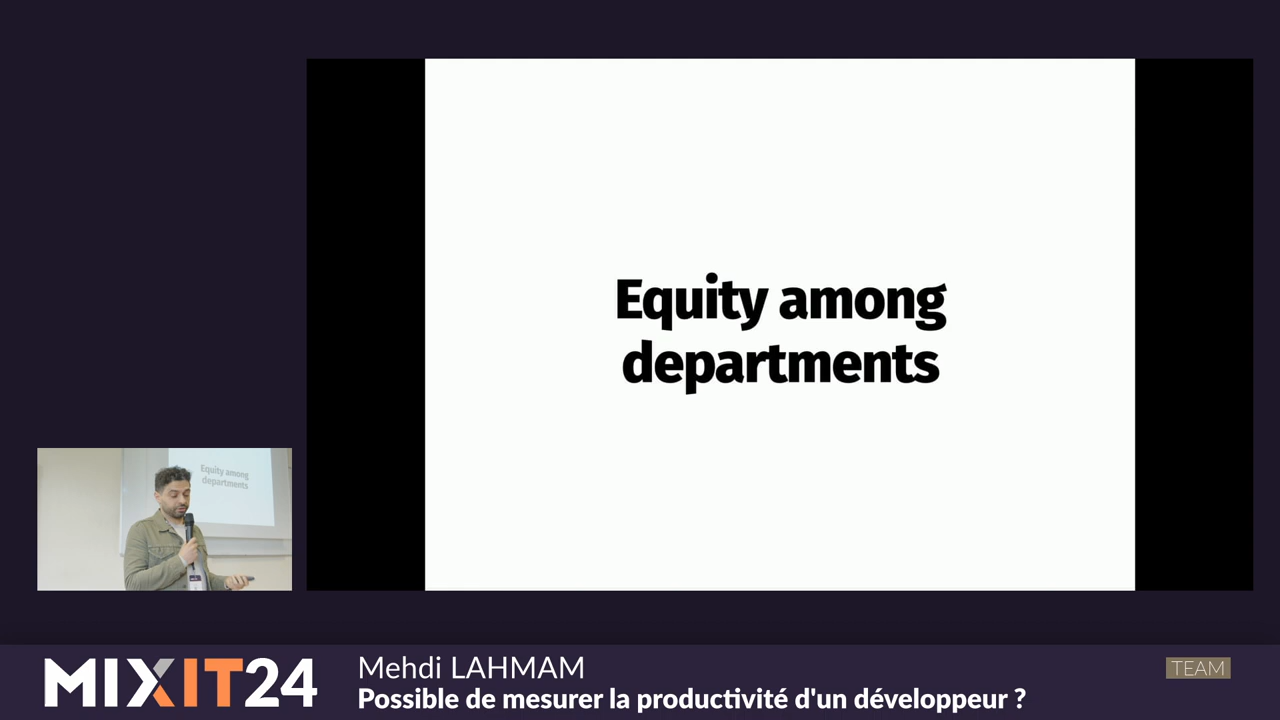 Equity among
departments
Equity among
departments
MIXIT24
Mehdi LAHMAM
Possible de mesurer la productivité d'un développeur ?
TEAM